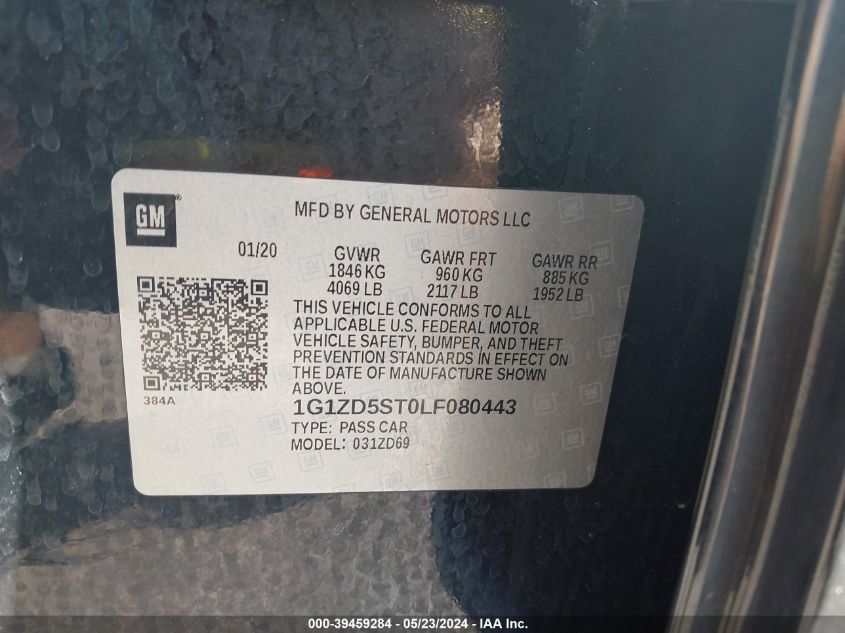 GM
MFD BY GENERAL MOTORS LLC
01/20
GVWR GAWR FRT GAWR RR
1846 KG 960 KG 885 KG
4069 LB 2117 LB 1952 LB
THIS VEHICLE CONFORMS TO ALL
APPLICABLE U.S. FEDERAL MOTOR
VEHICLE SAFETY, BUMPER, AND THEFT
PREVENTION STANDARDS IN EFFECT ON
THE DATE OF MANUFACTURE SHOWN
ABOVE.
384A
1G1ZD5ST0LF080443
TYPE: PASS CAR
MODEL: 031ZD69
000-39459284 - 05/23/2024 - IAA Inc.